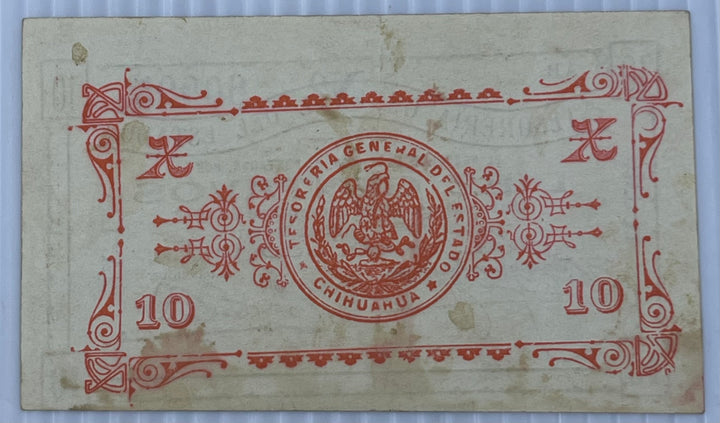 X X
TESORERIA GENERAL DEL ESTADO
CHIHUAHUA
10 10